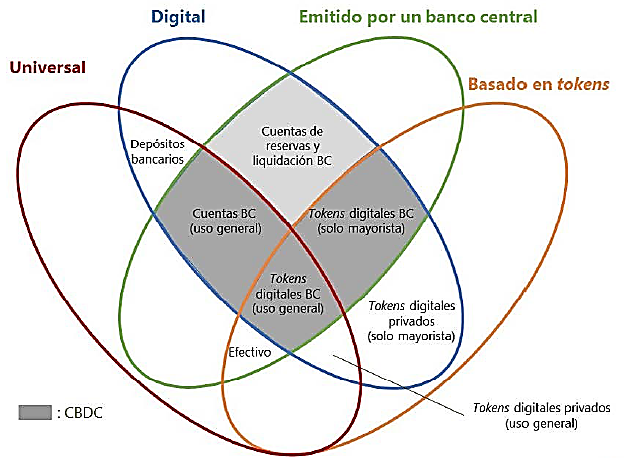 Digital
Emitido por un banco central
Universal
Basado en tokens
Depósitos
bancarios
Cuentas de
reservas y
liquidación BC
Cuentas BC
(uso general)
Tokens digitales BC
(solo mayorista)
Tokens
digitales BC
(uso general)
Tokens digitales
privados
(solo mayorista)
Efectivo
: CBDC
Tokens digitales privados
(uso general)